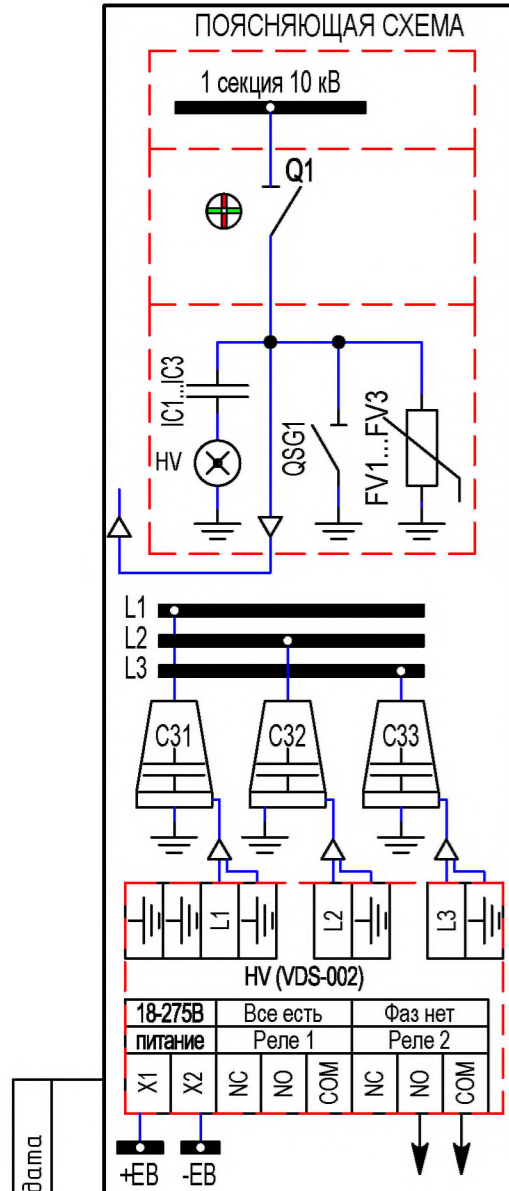 ПОЯСНЯЮЩАЯ СХЕМА
1 секция 10 кВ
Q1
IC1...IC3
HV
QSG1
FV1...FV3
L1
L2
L3
C31 C32 C33
L1 L2 L3
HV (VDS-002)
18-275В Все есть Фаз нет
питание Реле 1 Реле 2
X1 X2 NC NO COM NC NO COM
+EB -EB
дата